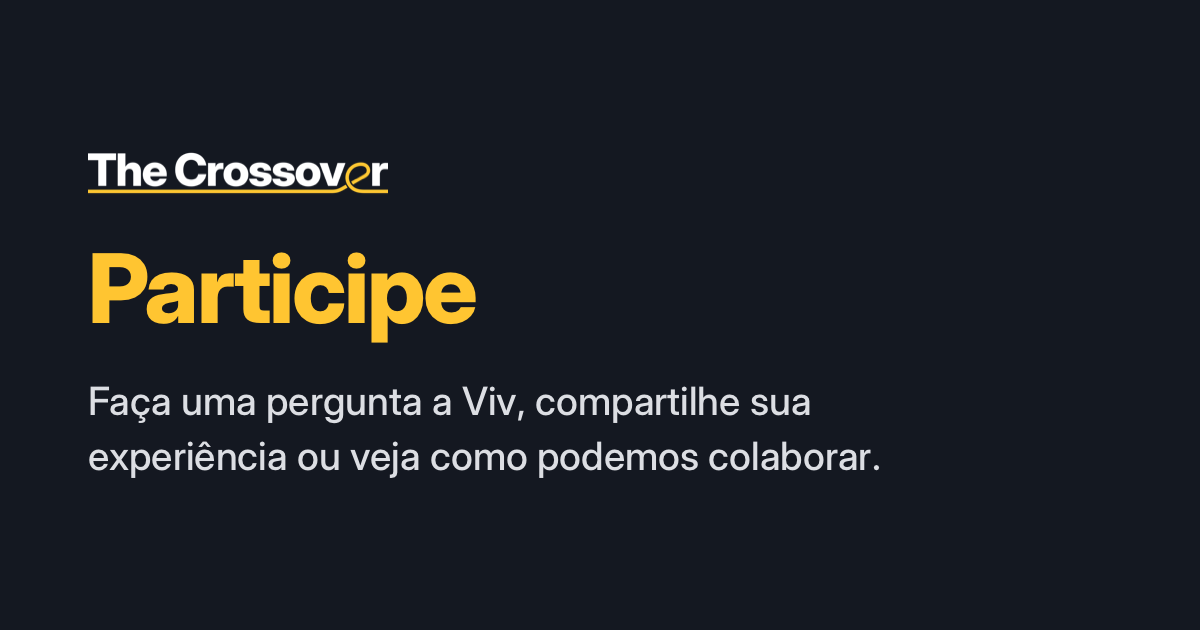 The Crossover
Participe
Faça uma pergunta a Viv, compartilhe sua
experiência ou veja como podemos colaborar.